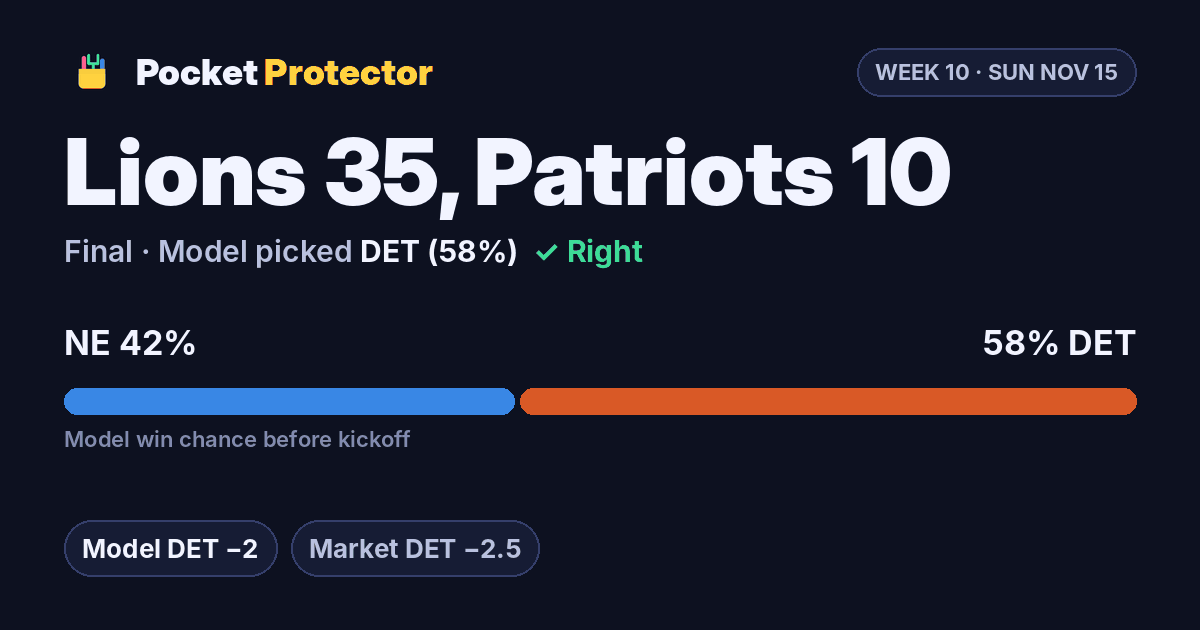 Pocket Protector
WEEK 10 · SUN NOV 15
Lions 35, Patriots 10
Final · Model picked DET (58%) ✓ Right
NE 42%
58% DET
Model win chance before kickoff
Model DET −2
Market DET −2.5